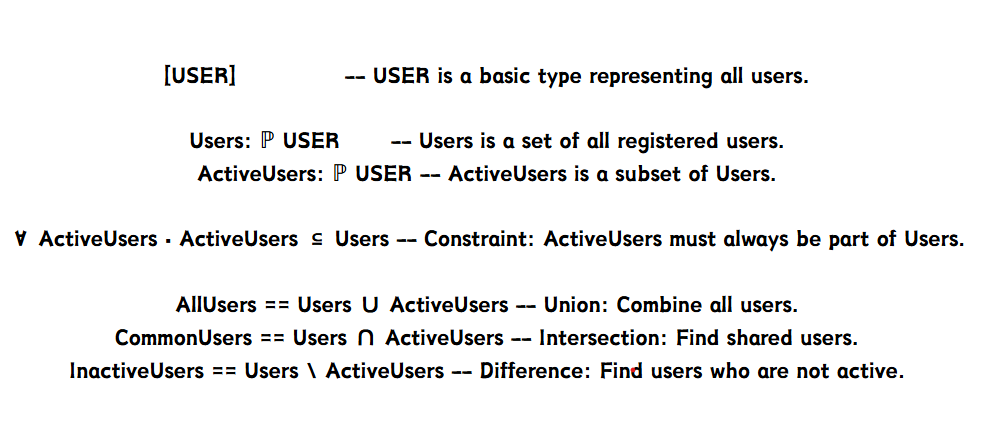 [USER] -- USER is a basic type representing all users.
Users: ℙ USER -- Users is a set of all registered users.
ActiveUsers: ℙ USER -- ActiveUsers is a subset of Users.
∀ ActiveUsers · ActiveUsers ⊆ Users -- Constraint: ActiveUsers must always be part of Users.
AllUsers == Users ∪ ActiveUsers -- Union: Combine all users.
CommonUsers == Users ∩ ActiveUsers -- Intersection: Find shared users.
InactiveUsers == Users \ ActiveUsers -- Difference: Find users who are not active.